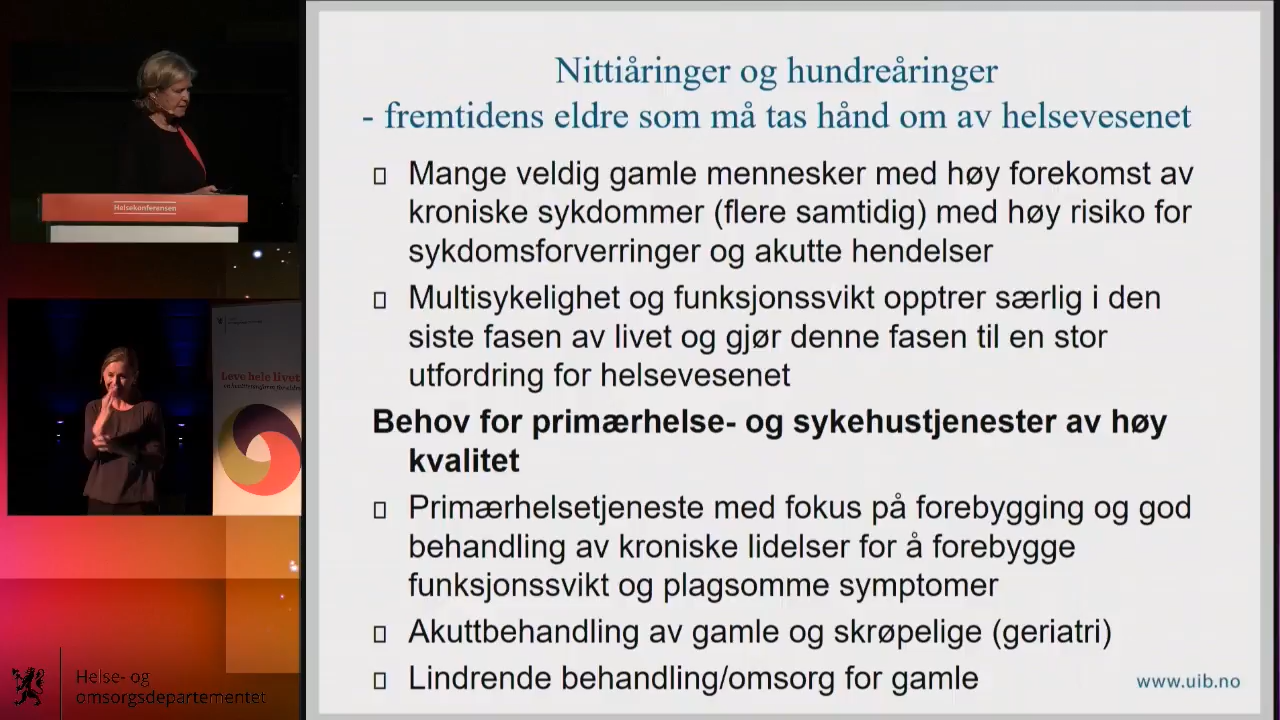 Nittiåringer og hundreåringer
- fremtidens eldre som må tas hånd om av helsevesenet
Mange veldig gamle mennesker med høy forekomst av
kroniske sykdommer (flere samtidig) med høy risiko for
sykdomsforverringer og akutte hendelser
Multisykelighet og funksjonssvikt opptrer særlig i den
siste fasen av livet og gjør denne fasen til en stor
utfordring for helsevesenet
Behov for primærhelse- og sykehustjenester av høy
kvalitet
Primærhelsetjeneste med fokus på forebygging og god
behandling av kroniske lidelser for å forebygge
funksjonssvikt og plagsomme symptomer
Akuttbehandling av gamle og skrøpelige (geriatri)
Lindrende behandling/omsorg for gamle
www.uib.no
Helsekonferansen
Leve hele livet
Helse- og
omsorgsdepartementet